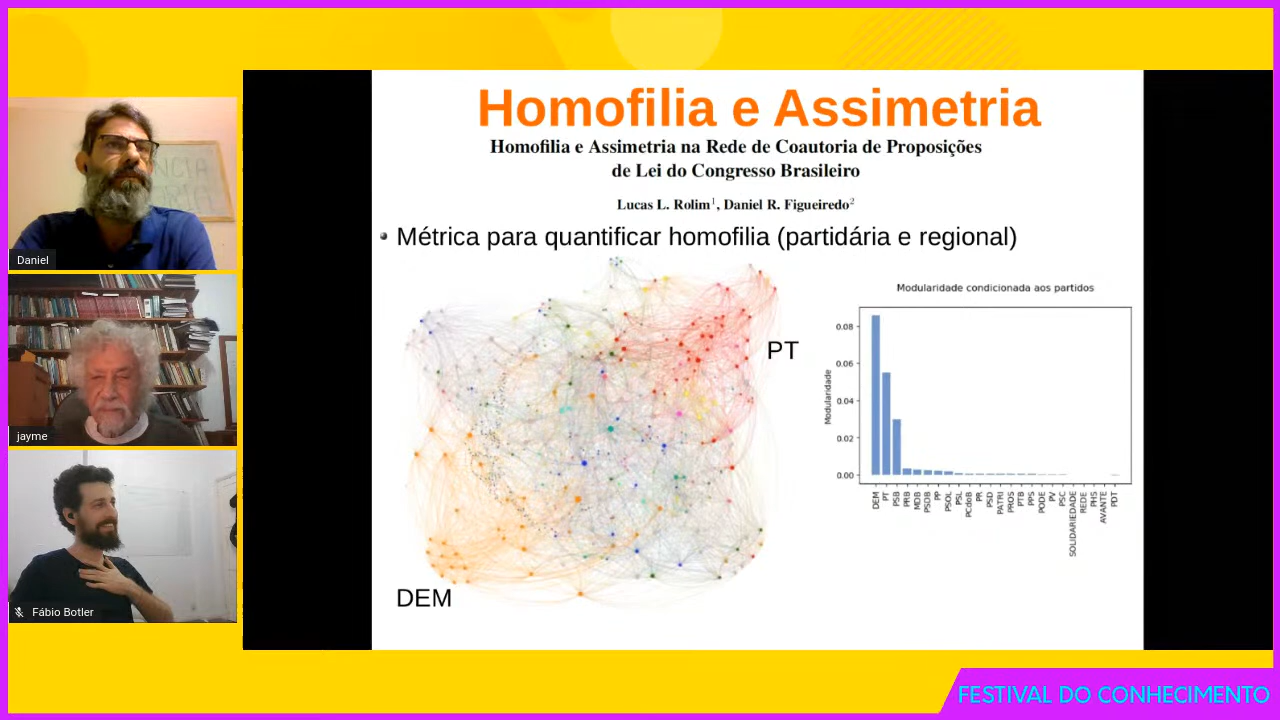 Homofilia e Assimetria
Homofilia e Assimetria na Rede de Coautoria de Proposições
de Lei do Congresso Brasileiro
Lucas L. Rolim¹, Daniel R. Figueiredo²
Métrica para quantificar homofilia (partidária e regional)
PT
DEM
Modularidade condicionada aos partidos
Modularidade
0.08
0.06
0.04
0.02
0.00
DEM
PT
PSB
PRB
MDB
PSDB
PP
PSOL
PSL
PCdoB
PR
PSD
PATRI
PROS
PTB
PPS
PODE
PV
PSC
SOLIDARIEDADE
REDE
PHS
AVANTE
PDT
Daniel
jayme
Fábio Botler
FESTIVAL DO CONHECIMENTO